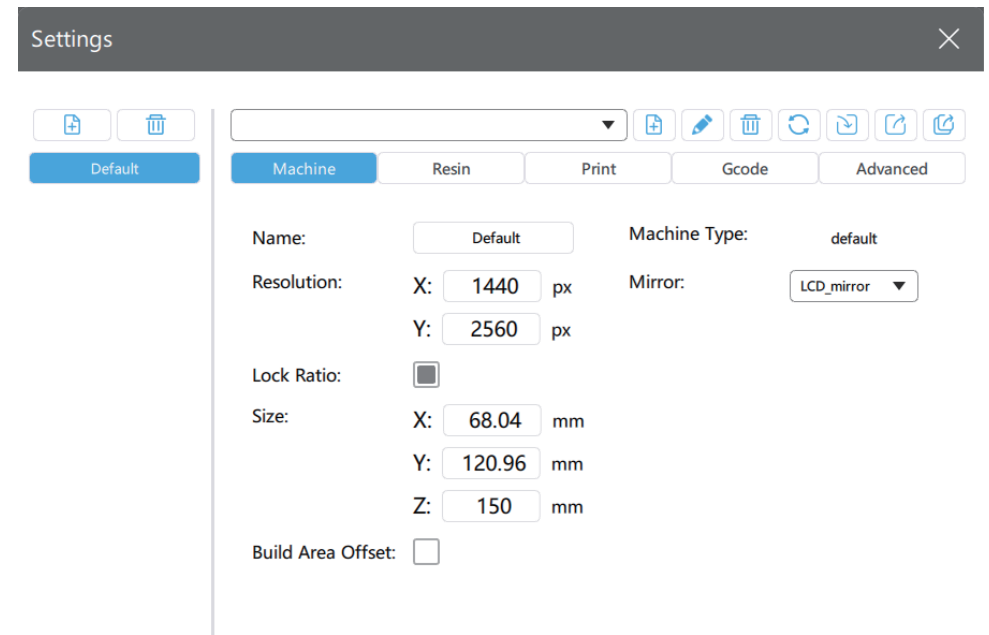 Settings
Default
Machine Resin Print Gcode Advanced
Name: Default Machine Type: default
Resolution: X: 1440 px Mirror: LCD_mirror
Y: 2560 px
Lock Ratio:
Size: X: 68.04 mm
Y: 120.96 mm
Z: 150 mm
Build Area Offset: